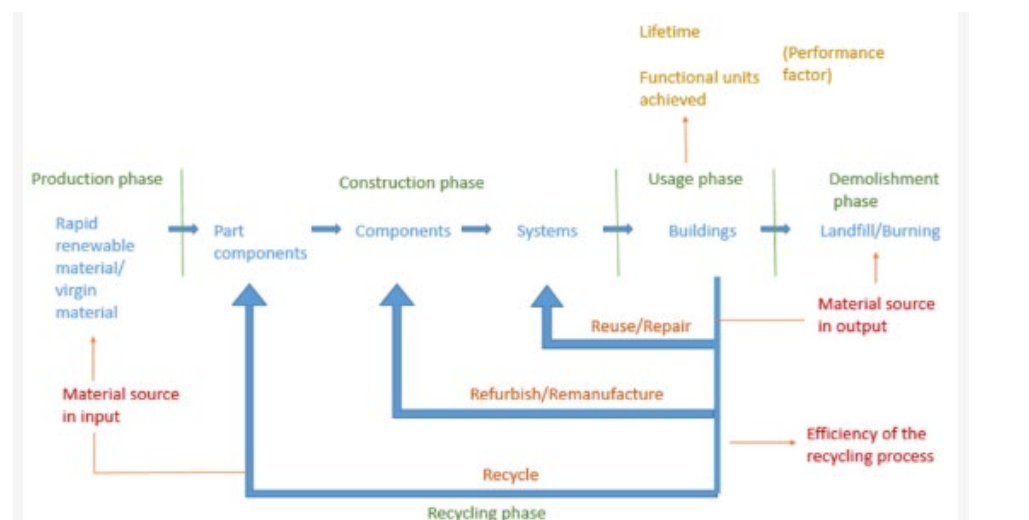 Lifetime
(Performance
factor)
Functional units
achieved
Production phase
Construction phase
Usage phase
Demolishment
phase
Rapid
renewable
material/
virgin
material
Part
components
Components
Systems
Buildings
Landfill/Burning
Material source
in output
Reuse/Repair
Material source
in input
Refurbish/Remanufacture
Efficiency of the
recycling process
Recycle
Recycling phase